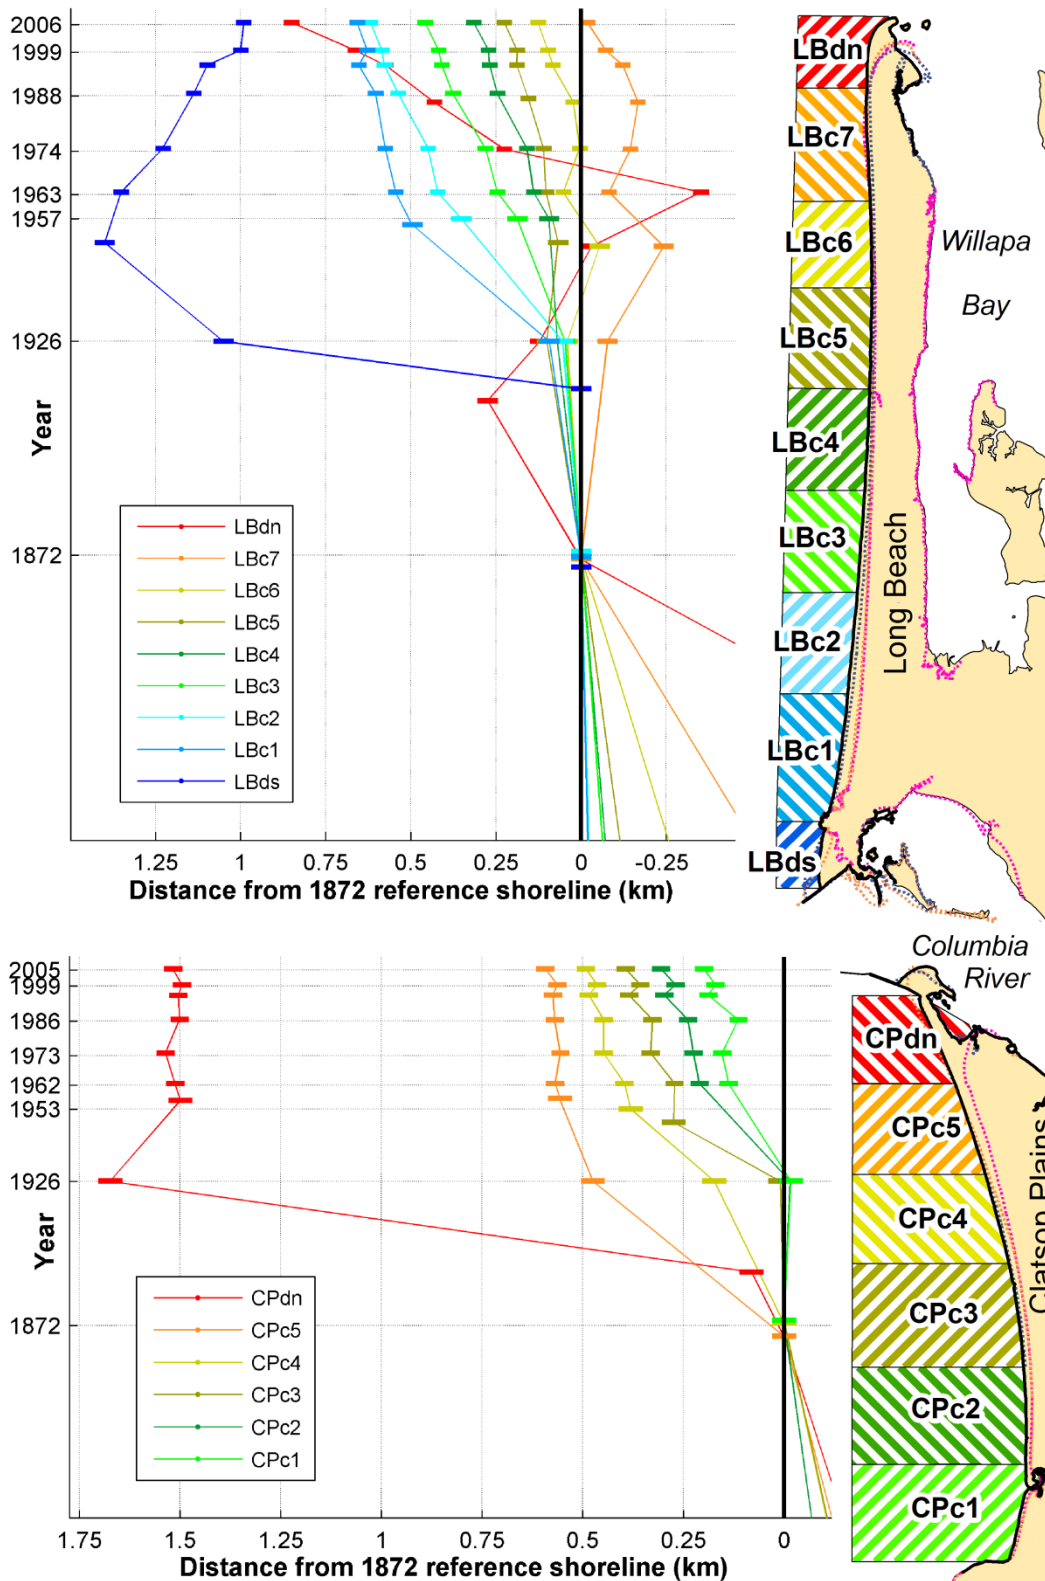 2006
1999
1988
1974
1963
1957
1926
1872
Year
LBdn
LBc7
LBc6
LBc5
LBc4
LBc3
LBc2
LBc1
LBds
1.25 1 0.75 0.5 0.25 0 -0.25
Distance from 1872 reference shoreline (km)
LBdn
LBc7
LBc6
LBc5
LBc4
LBc3
LBc2
LBc1
LBds
Willapa
Bay
Long Beach
Columbia
River
2005
1999
1986
1973
1962
1953
1926
1872
Year
CPdn
CPc5
CPc4
CPc3
CPc2
CPc1
1.75 1.5 1.25 1 0.75 0.5 0.25 0
Distance from 1872 reference shoreline (km)
CPdn
CPc5
CPc4
CPc3
CPc2
CPc1
Clatson Plains